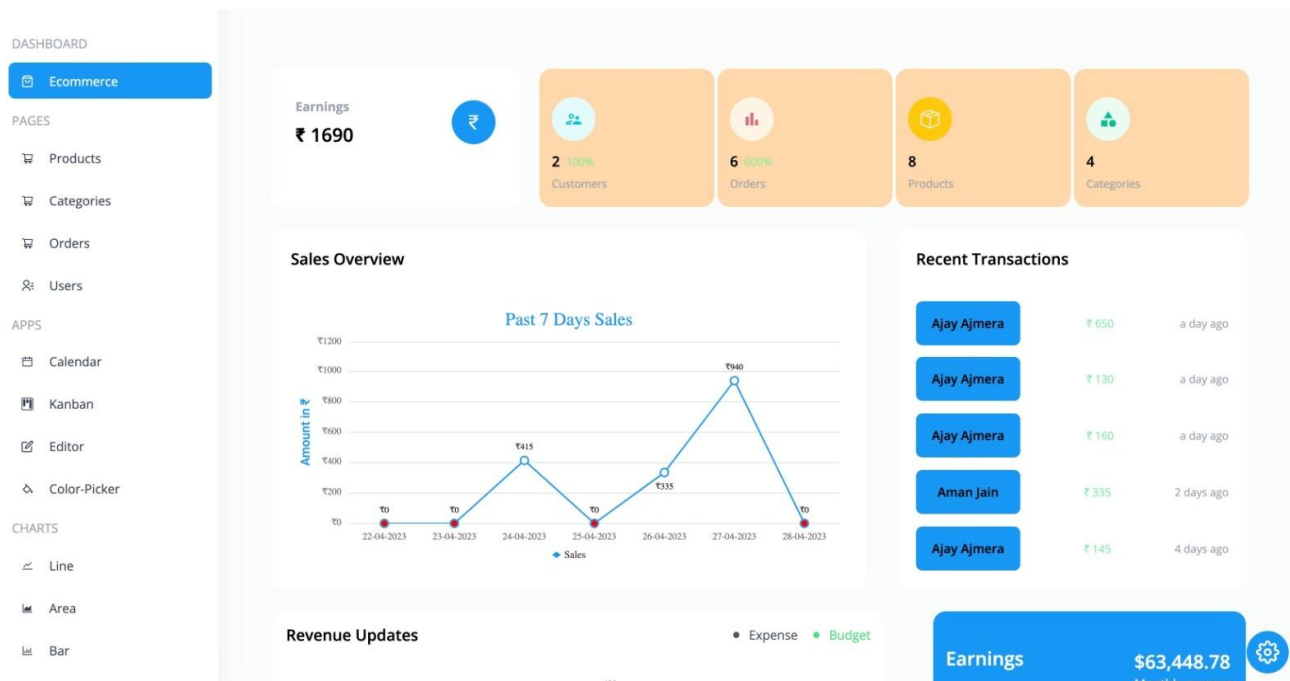 DASHBOARD
Ecommerce
PAGES
Products
Categories
Orders
Users
APPS
Calendar
Kanban
Editor
Color-Picker
CHARTS
Line
Area
Bar
Earnings
₹ 1690
₹
2 100%
Customers
6 600%
Orders
8
Products
4
Categories
Sales Overview
Past 7 Days Sales
Amount in ₹
₹1200
₹1000
₹800
₹600
₹400
₹200
₹0
₹0
₹0
₹415
₹0
₹335
₹940
₹0
22-04-2023 23-04-2023 24-04-2023 25-04-2023 26-04-2023 27-04-2023 28-04-2023
Sales
Recent Transactions
Ajay Ajmera ₹ 650 a day ago
Ajay Ajmera ₹ 130 a day ago
Ajay Ajmera ₹ 160 a day ago
Aman Jain ₹ 335 2 days ago
Ajay Ajmera ₹ 145 4 days ago
Revenue Updates
Expense Budget
Earnings $63,448.78